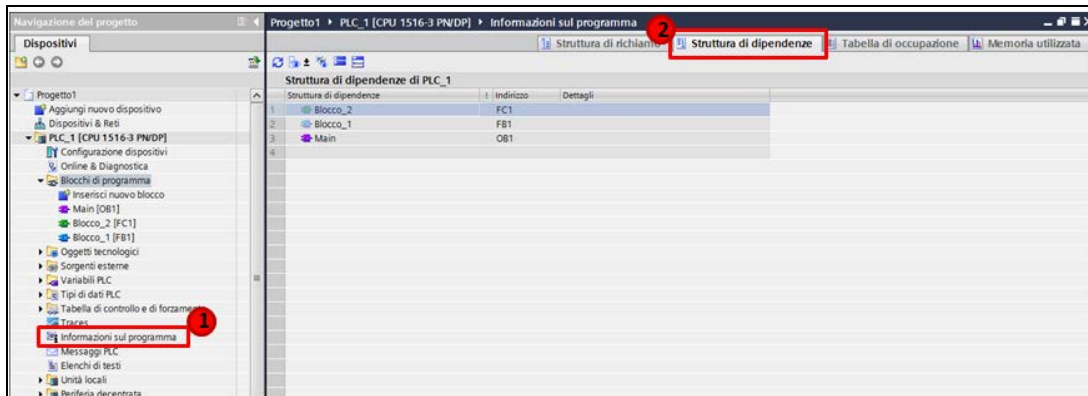 Navigazione del progetto
Progetto1 ▸ PLC_1 [CPU 1516-3 PN/DP] ▸ Informazioni sul programma
2
Dispositivi
Struttura di richiamo
Struttura di dipendenze
Tabella di occupazione
Memoria utilizzata
Struttura di dipendenze di PLC_1
Struttura di dipendenze ! Indirizzo Dettagli
1 Blocco_2 FC1
2 Blocco_1 FB1
3 Main OB1
4
Progetto1
Aggiungi nuovo dispositivo
Dispositivi & Reti
PLC_1 [CPU 1516-3 PN/DP]
Configurazione dispositivi
Online & Diagnostica
Blocchi di programma
Inserisci nuovo blocco
Main [OB1]
Blocco_2 [FC1]
Blocco_1 [FB1]
Oggetti tecnologici
Sorgenti esterne
Variabili PLC
Tipi di dati PLC
Tabella di controllo e di forzamento
Traces
1
Informazioni sul programma
Messaggi PLC
Elenchi di testi
Unità locali
Periferia decentrata